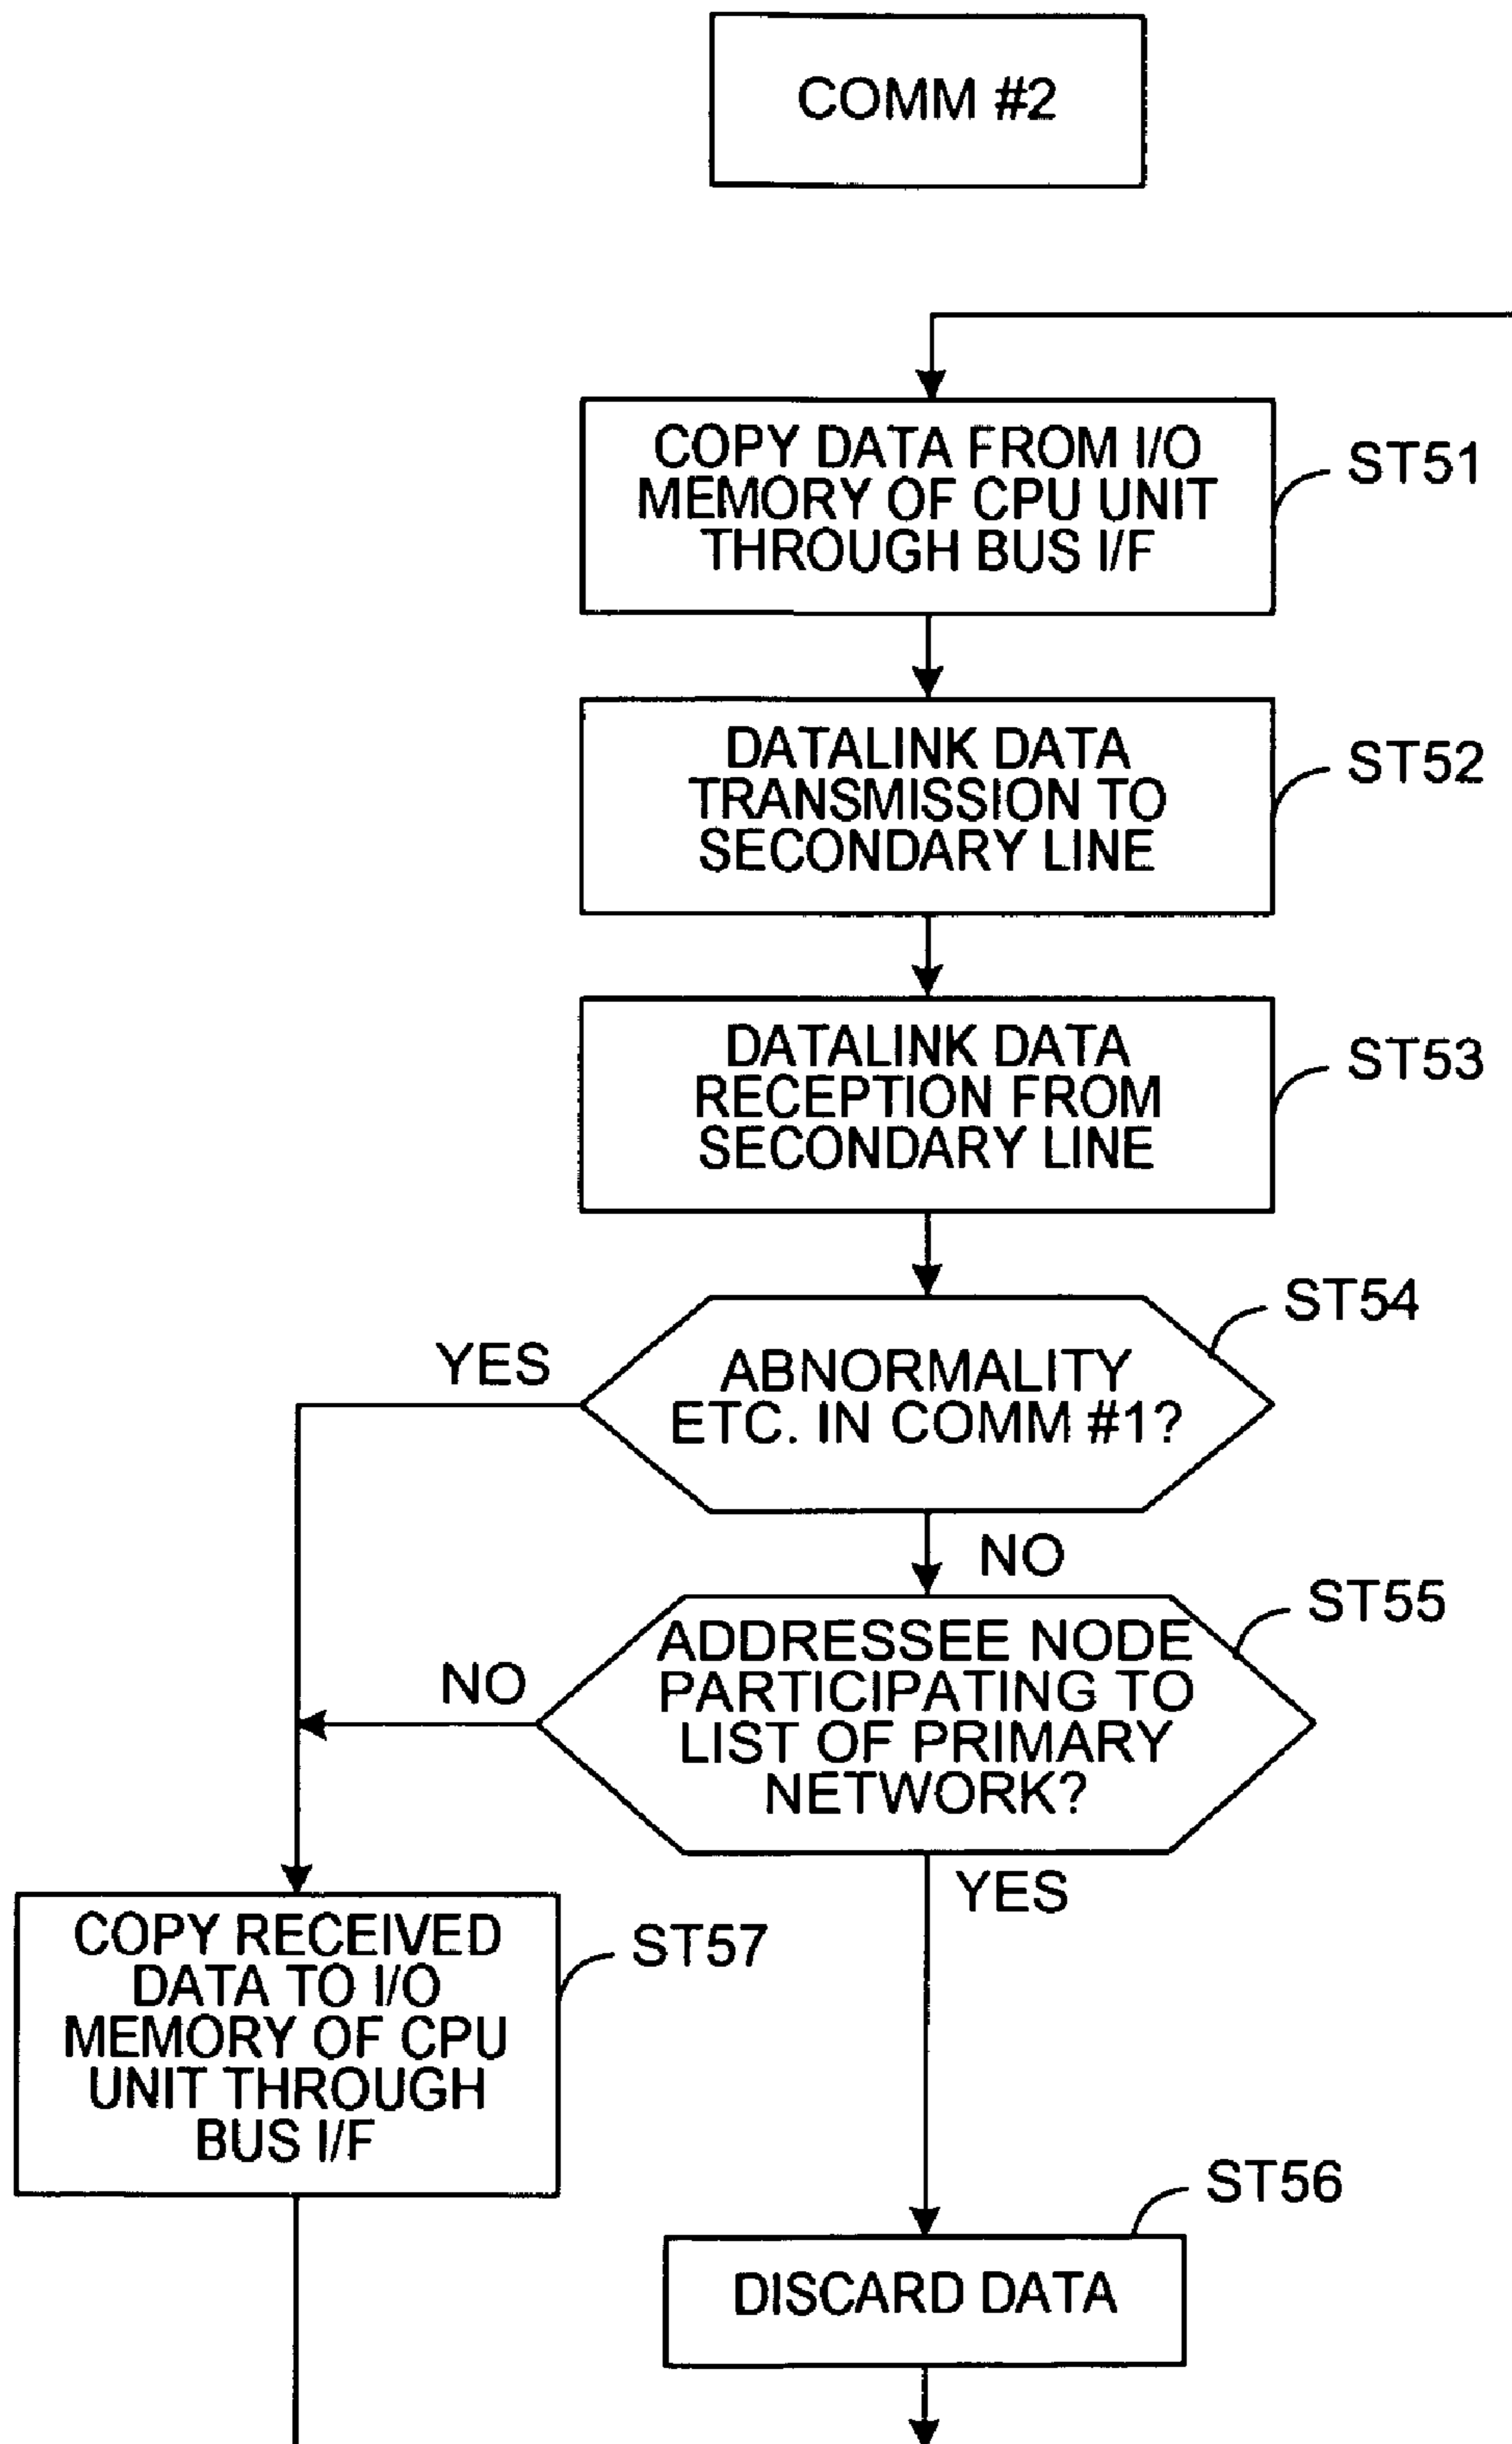 COMM #2
COPY DATA FROM I/O
MEMORY OF CPU UNIT
THROUGH BUS I/F
ST51
DATALINK DATA
TRANSMISSION TO
SECONDARY LINE
ST52
DATALINK DATA
RECEPTION FROM
SECONDARY LINE
ST53
ST54
YES
ABNORMALITY
ETC. IN COMM #1?
NO
ST55
NO
ADDRESSEE NODE
PARTICIPATING TO
LIST OF PRIMARY
NETWORK?
YES
COPY RECEIVED
DATA TO I/O
MEMORY OF CPU
UNIT THROUGH
BUS I/F
ST57
ST56
DISCARD DATA